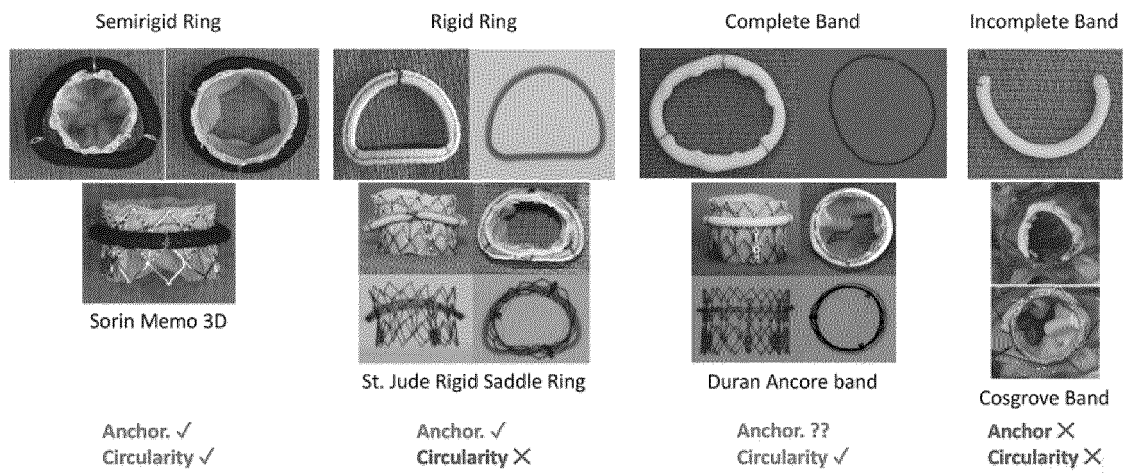 Semirigid Ring
Rigid Ring
Complete Band
Incomplete Band
Sorin Memo 3D
St. Jude Rigid Saddle Ring
Duran Ancore band
Cosgrove Band
Anchor. ✓
Circularity ✓
Anchor. ✓
Circularity ✕
Anchor. ??
Circularity ✓
Anchor ✕
Circularity ✕